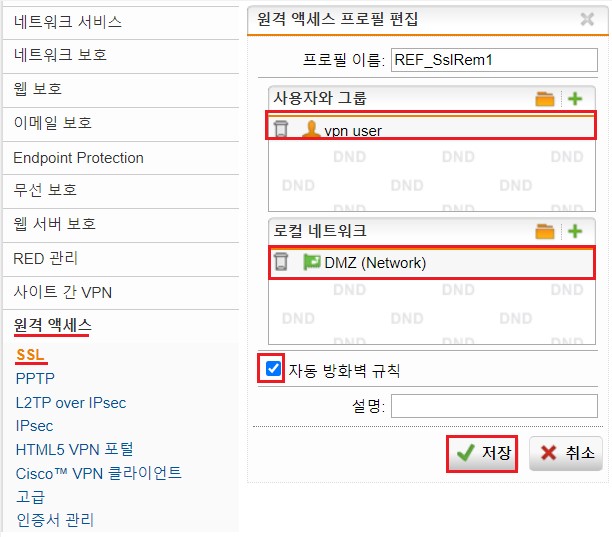 네트워크 서비스
네트워크 보호
웹 보호
이메일 보호
Endpoint Protection
무선 보호
웹 서버 보호
RED 관리
사이트 간 VPN
원격 액세스
SSL
PPTP
L2TP over IPsec
IPsec
HTML5 VPN 포털
Cisco™ VPN 클라이언트
고급
인증서 관리
원격 액세스 프로필 편집
프로필 이름: REF_SslRem1
사용자와 그룹
vpn user
DND
DND
DND
DND
DND
DND
로컬 네트워크
DMZ (Network)
DND
DND
DND
DND
자동 방화벽 규칙
설명:
저장
취소